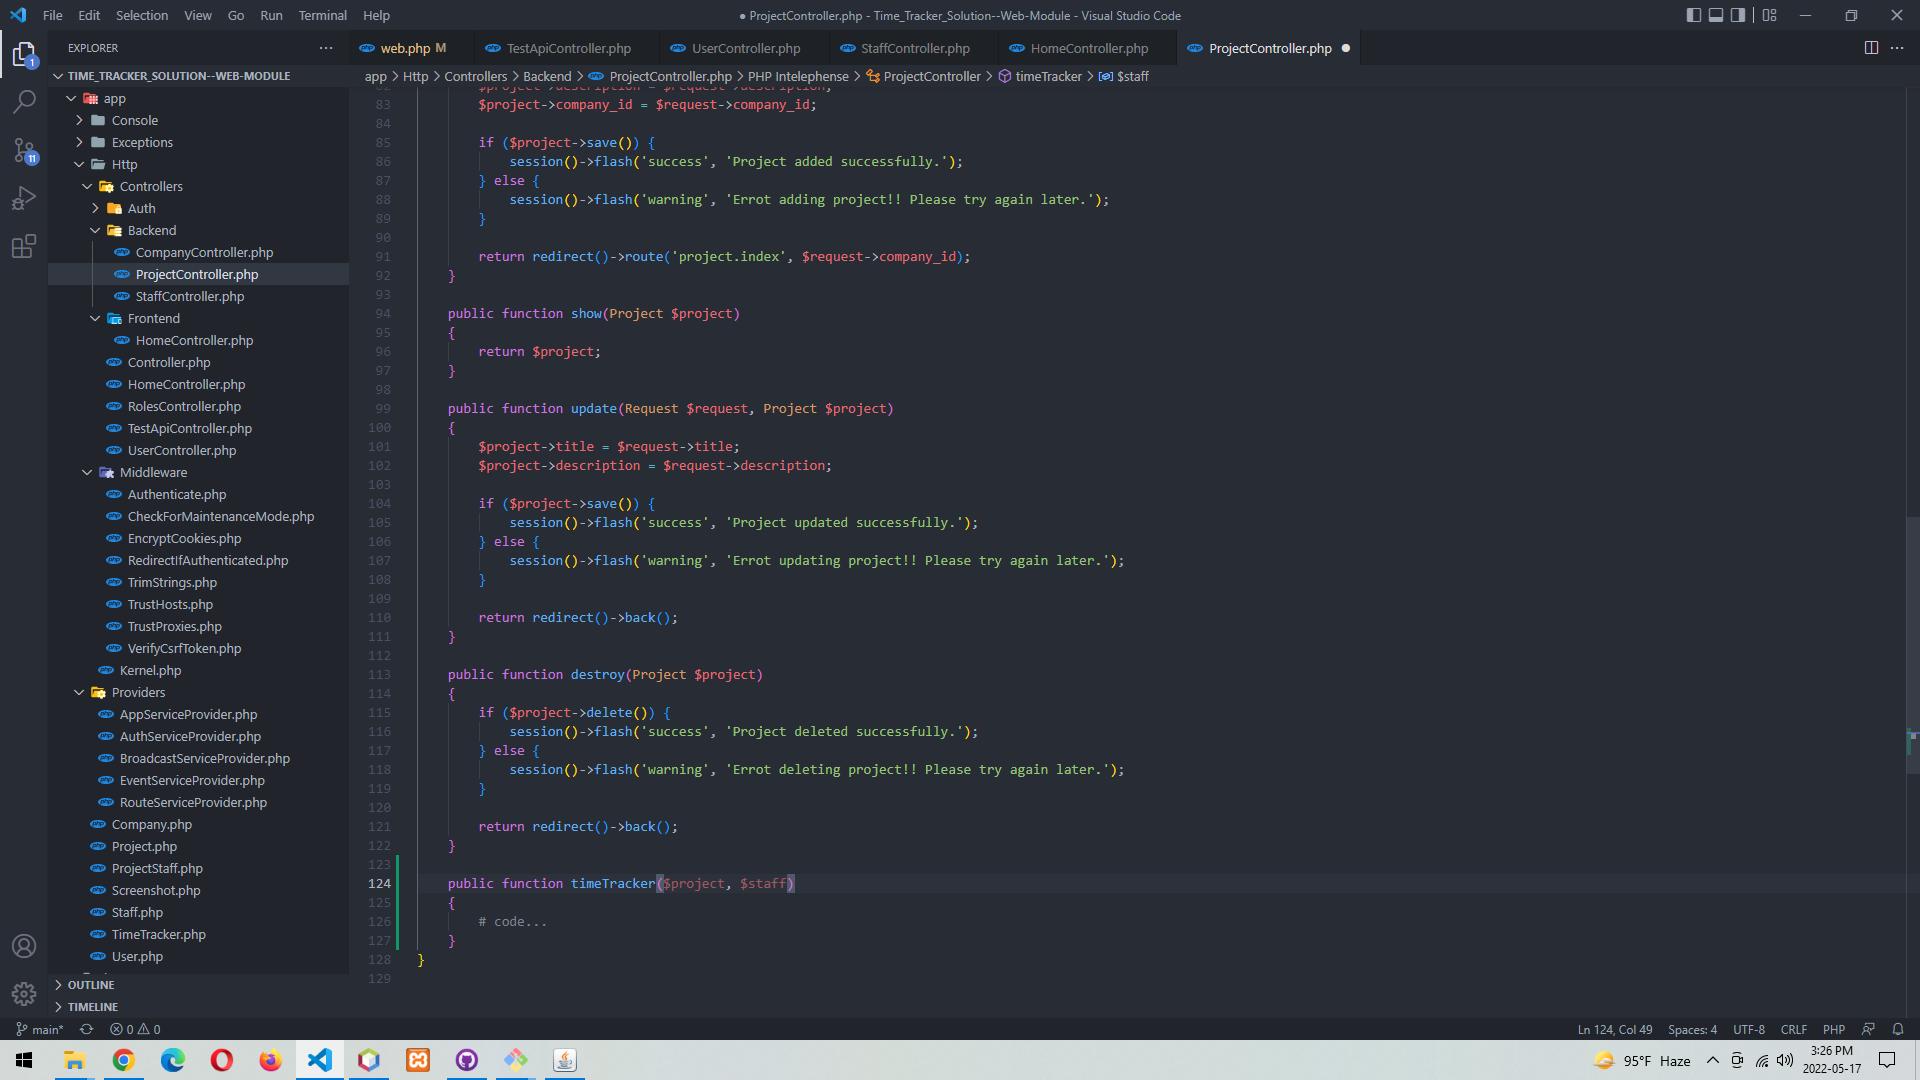 File Edit Selection View Go Run Terminal Help
● ProjectController.php - Time_Tracker_Solution--Web-Module - Visual Studio Code
EXPLORER
web.php M TestApiController.php UserController.php StaffController.php HomeController.php ProjectController.php
TIME_TRACKER_SOLUTION--WEB-MODULE
app > Http > Controllers > Backend > ProjectController.php > PHP Intelephense > ProjectController > timeTracker > $staff
app
Console
Exceptions
Http
Controllers
Auth
Backend
CompanyController.php
ProjectController.php
StaffController.php
Frontend
HomeController.php
Controller.php
HomeController.php
RolesController.php
TestApiController.php
UserController.php
Middleware
Authenticate.php
CheckForMaintenanceMode.php
EncryptCookies.php
RedirectIfAuthenticated.php
TrimStrings.php
TrustHosts.php
TrustProxies.php
VerifyCsrfToken.php
Kernel.php
Providers
AppServiceProvider.php
AuthServiceProvider.php
BroadcastServiceProvider.php
EventServiceProvider.php
RouteServiceProvider.php
Company.php
Project.php
ProjectStaff.php
Screenshot.php
Staff.php
TimeTracker.php
User.php
OUTLINE
TIMELINE
82 $project->description = $request->description;
83 $project->company_id = $request->company_id;
84
85 if ($project->save()) {
86 session()->flash('success', 'Project added successfully.');
87 } else {
88 session()->flash('warning', 'Errot adding project!! Please try again later.');
89 }
90
91 return redirect()->route('project.index', $request->company_id);
92 }
93
94 public function show(Project $project)
95 {
96 return $project;
97 }
98
99 public function update(Request $request, Project $project)
100 {
101 $project->title = $request->title;
102 $project->description = $request->description;
103
104 if ($project->save()) {
105 session()->flash('success', 'Project updated successfully.');
106 } else {
107 session()->flash('warning', 'Errot updating project!! Please try again later.');
108 }
109
110 return redirect()->back();
111 }
112
113 public function destroy(Project $project)
114 {
115 if ($project->delete()) {
116 session()->flash('success', 'Project deleted successfully.');
117 } else {
118 session()->flash('warning', 'Errot deleting project!! Please try again later.');
119 }
120
121 return redirect()->back();
122 }
123
124 public function timeTracker($project, $staff)
125 {
126 # code...
127 }
128 }
129
1
11
main* 0 0
Ln 124, Col 49 Spaces: 4 UTF-8 CRLF PHP
95°F Haze
3:26 PM
2022-05-17